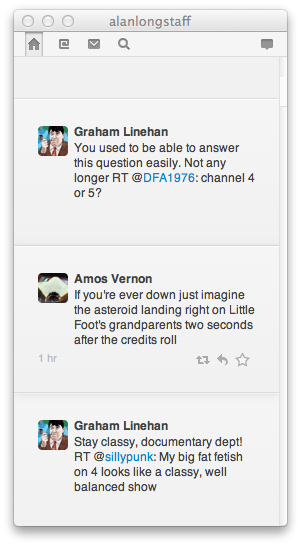 alanlongstaff
Graham Linehan
You used to be able to answer
this question easily. Not any
longer RT @DFA1976: channel 4
or 5?
Amos Vernon
If you're ever down just imagine
the asteroid landing right on Little
Foot's grandparents two seconds
after the credits roll
1 hr
Graham Linehan
Stay classy, documentary dept!
RT @sillypunk: My big fat fetish
on 4 looks like a classy, well
balanced show